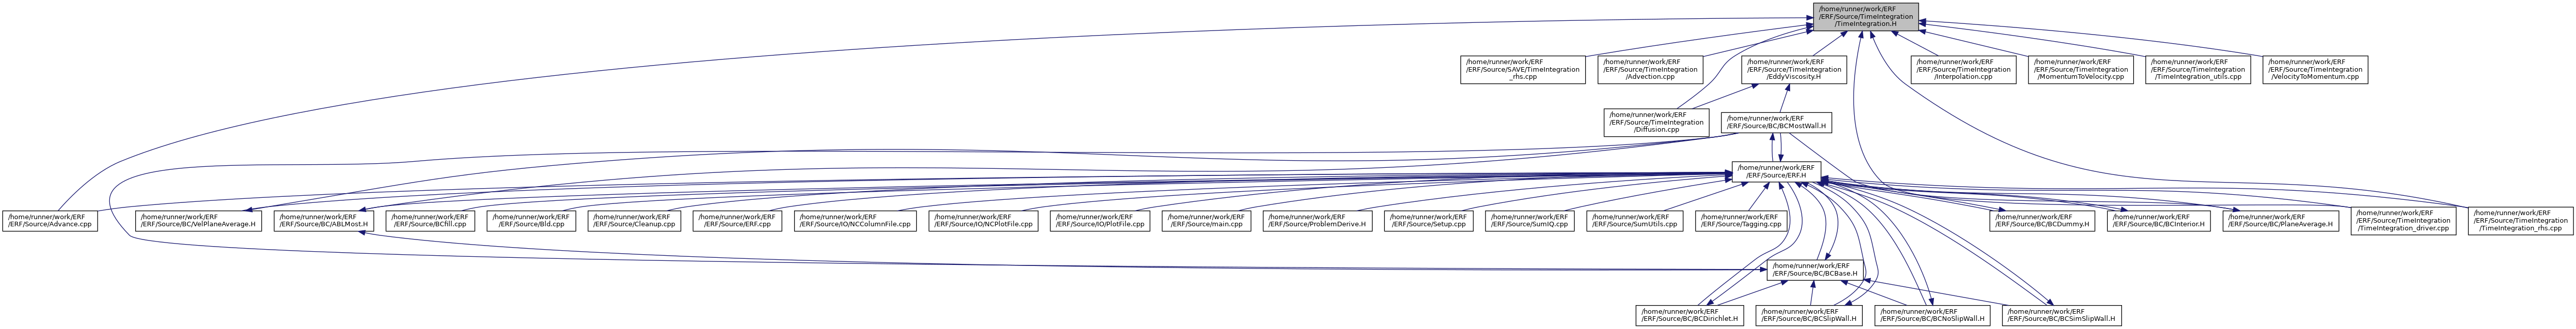 /home/runner/work/ERF
/ERF/Source/TimeIntegration
/TimeIntegration.H
/home/runner/work/ERF
/ERF/Source/SAVE/TimeIntegration
_rhs.cpp
/home/runner/work/ERF
/ERF/Source/TimeIntegration
/Advection.cpp
/home/runner/work/ERF
/ERF/Source/TimeIntegration
/EddyViscosity.H
/home/runner/work/ERF
/ERF/Source/TimeIntegration
/Interpolation.cpp
/home/runner/work/ERF
/ERF/Source/TimeIntegration
/MomentumToVelocity.cpp
/home/runner/work/ERF
/ERF/Source/TimeIntegration
/TimeIntegration_utils.cpp
/home/runner/work/ERF
/ERF/Source/TimeIntegration
/VelocityToMomentum.cpp
/home/runner/work/ERF
/ERF/Source/TimeIntegration
/Diffusion.cpp
/home/runner/work/ERF
/ERF/Source/BC/BCMostWall.H
/home/runner/work/ERF
/ERF/Source/ERF.H
/home/runner/work/ERF
/ERF/Source/Advance.cpp
/home/runner/work/ERF
/ERF/Source/BC/VelPlaneAverage.H
/home/runner/work/ERF
/ERF/Source/BC/ABLMost.H
/home/runner/work/ERF
/ERF/Source/BCfill.cpp
/home/runner/work/ERF
/ERF/Source/Bld.cpp
/home/runner/work/ERF
/ERF/Source/Cleanup.cpp
/home/runner/work/ERF
/ERF/Source/ERF.cpp
/home/runner/work/ERF
/ERF/Source/IO/NCColumnFile.cpp
/home/runner/work/ERF
/ERF/Source/IO/NCPlotFile.cpp
/home/runner/work/ERF
/ERF/Source/IO/PlotFile.cpp
/home/runner/work/ERF
/ERF/Source/main.cpp
/home/runner/work/ERF
/ERF/Source/ProblemDerive.H
/home/runner/work/ERF
/ERF/Source/Setup.cpp
/home/runner/work/ERF
/ERF/Source/SumIQ.cpp
/home/runner/work/ERF
/ERF/Source/SumUtils.cpp
/home/runner/work/ERF
/ERF/Source/Tagging.cpp
/home/runner/work/ERF
/ERF/Source/BC/BCDummy.H
/home/runner/work/ERF
/ERF/Source/BC/BCInterior.H
/home/runner/work/ERF
/ERF/Source/BC/PlaneAverage.H
/home/runner/work/ERF
/ERF/Source/TimeIntegration
/TimeIntegration_driver.cpp
/home/runner/work/ERF
/ERF/Source/TimeIntegration
/TimeIntegration_rhs.cpp
/home/runner/work/ERF
/ERF/Source/BC/BCBase.H
/home/runner/work/ERF
/ERF/Source/BC/BCDirichlet.H
/home/runner/work/ERF
/ERF/Source/BC/BCSlipWall.H
/home/runner/work/ERF
/ERF/Source/BC/BCNoSlipWall.H
/home/runner/work/ERF
/ERF/Source/BC/BCSimSlipWall.H